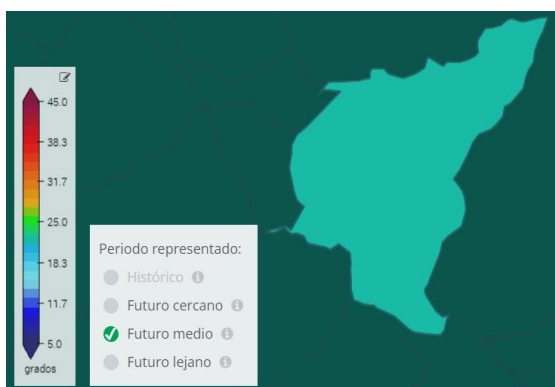 45.0
38.3
31.7
25.0
18.3
11.7
5.0
grados
Periodo representado:
Histórico
Futuro cercano
Futuro medio
Futuro lejano